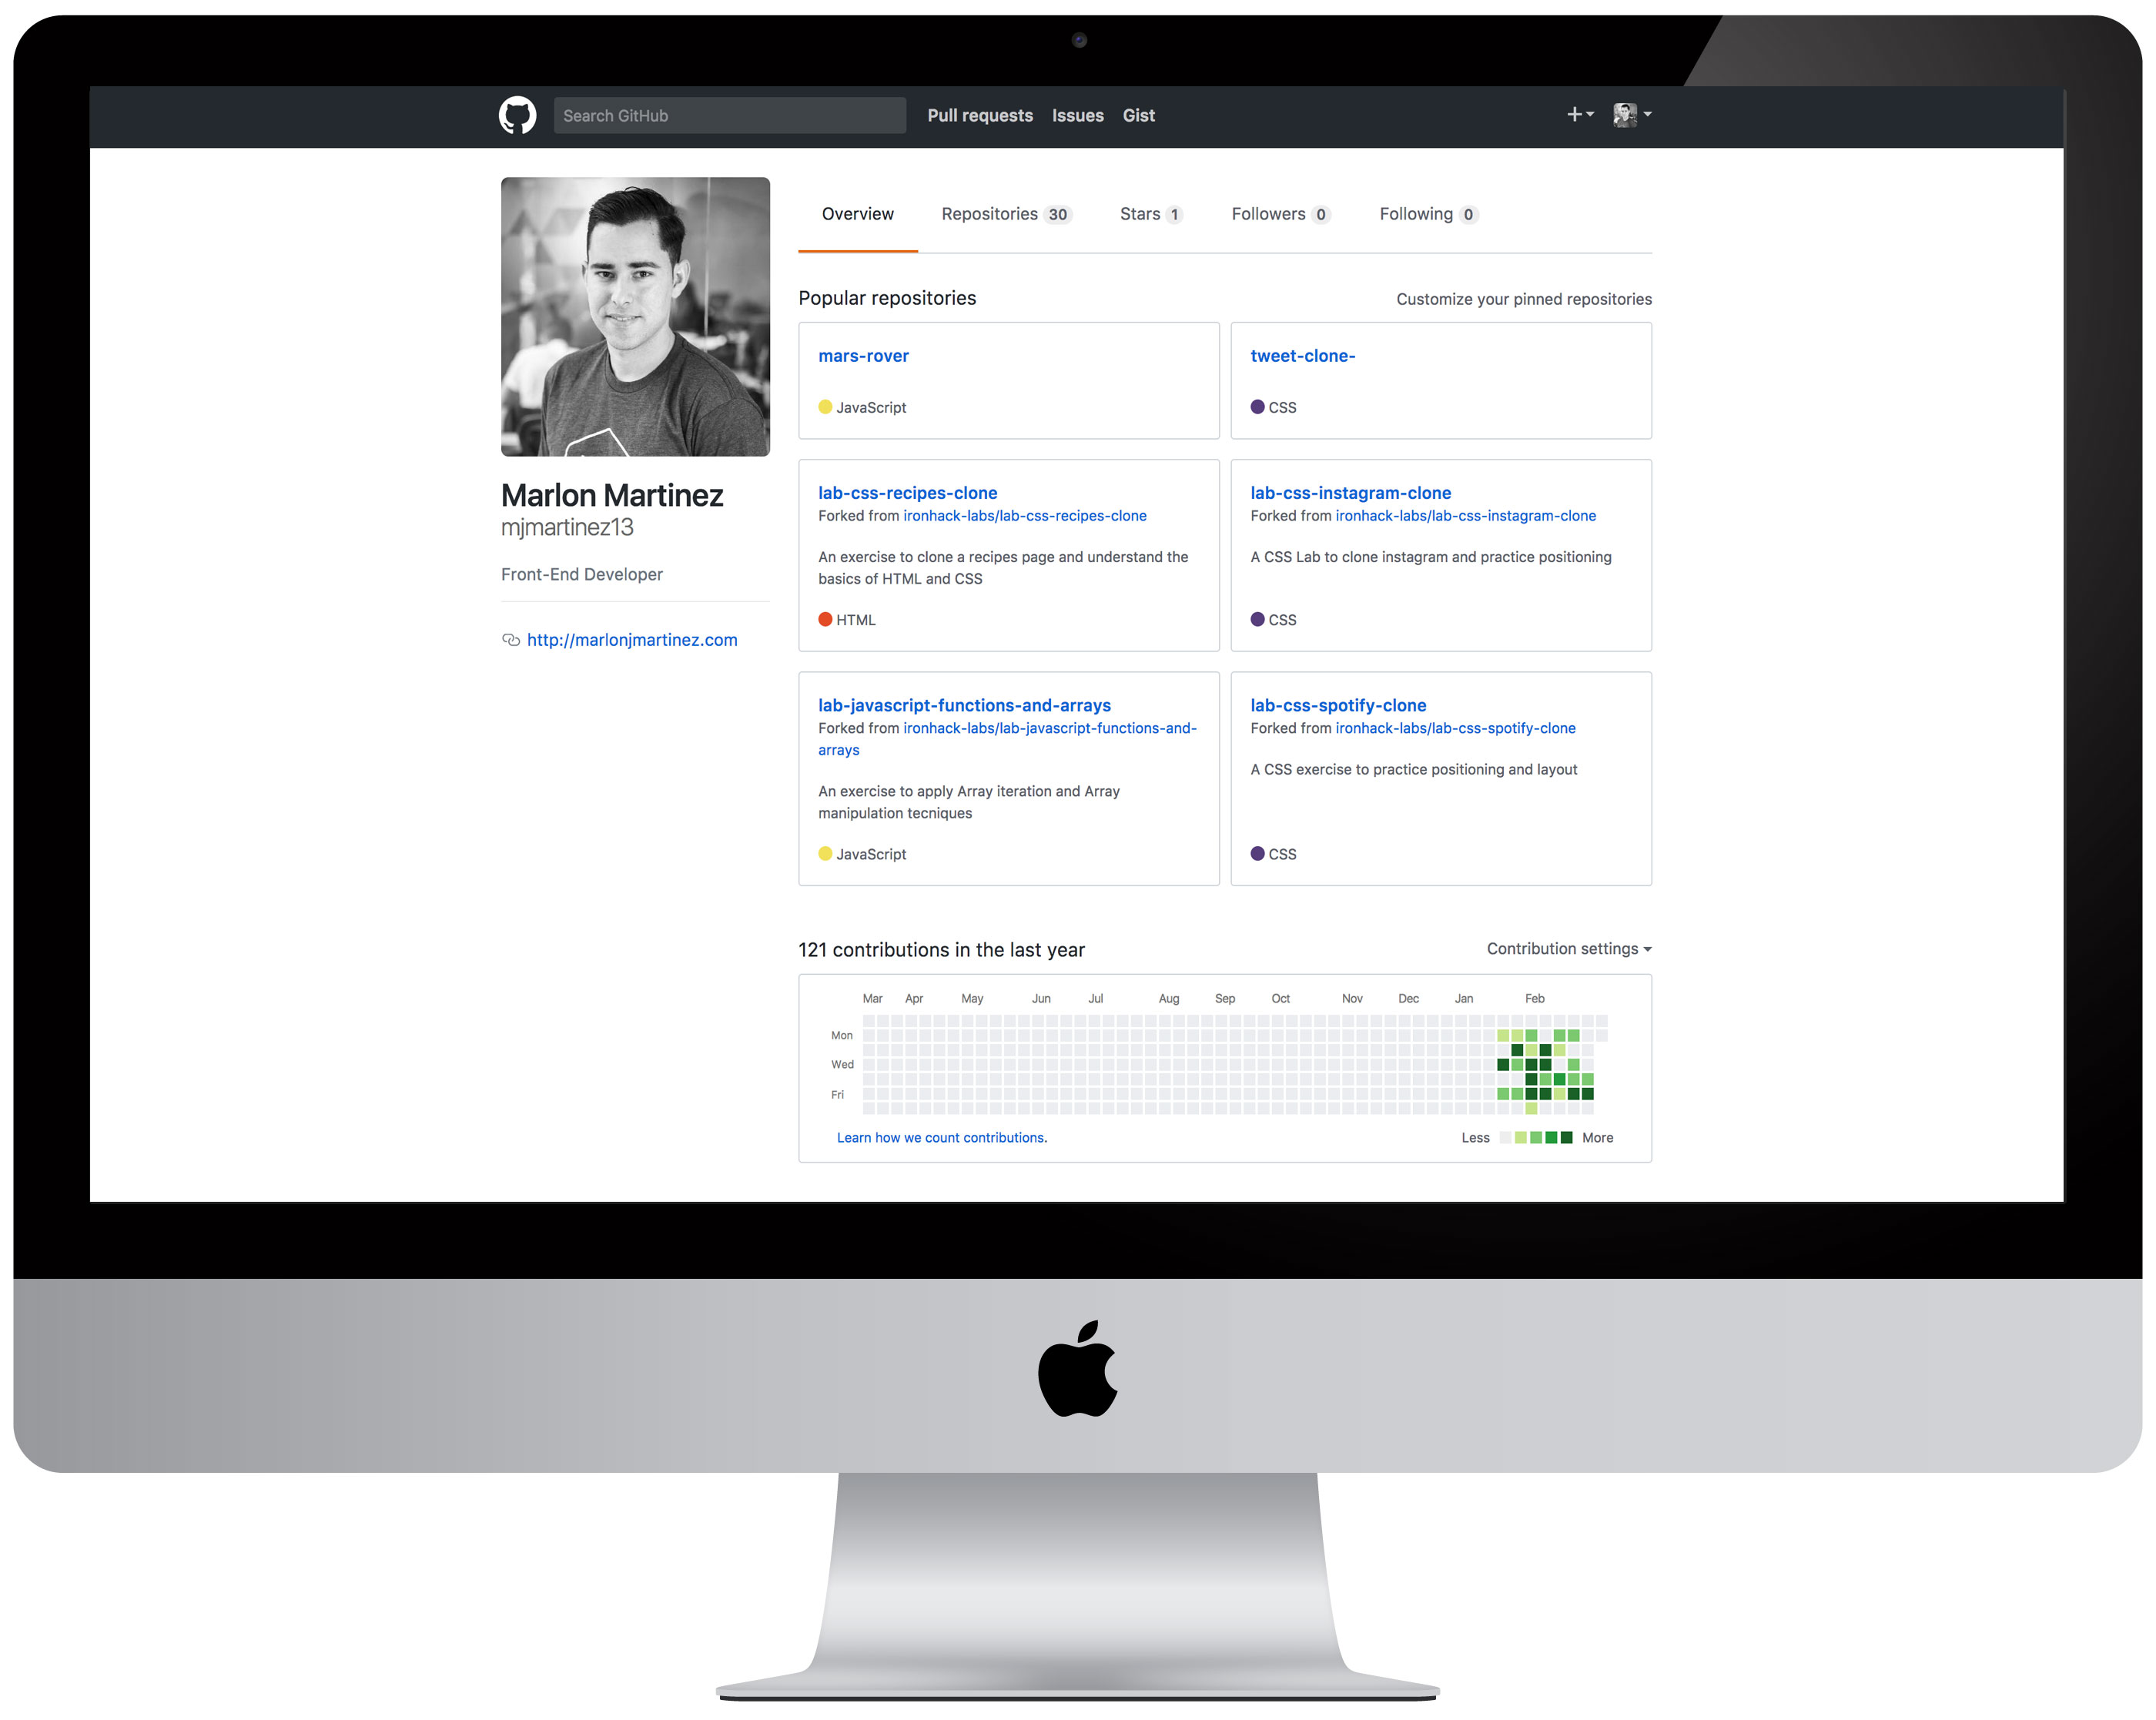 Search GitHub
Pull requests Issues Gist
Overview Repositories 30 Stars 1 Followers 0 Following 0
Marlon Martinez
mjmartinez13
Front-End Developer
http://marlonjmartinez.com
Popular repositories
Customize your pinned repositories
mars-rover
JavaScript
tweet-clone-
CSS
lab-css-recipes-clone
Forked from ironhack-labs/lab-css-recipes-clone
An exercise to clone a recipes page and understand the
basics of HTML and CSS
HTML
lab-css-instagram-clone
Forked from ironhack-labs/lab-css-instagram-clone
A CSS Lab to clone instagram and practice positioning
CSS
lab-javascript-functions-and-arrays
Forked from ironhack-labs/lab-javascript-functions-and-
arrays
An exercise to apply Array iteration and Array
manipulation tecniques
JavaScript
lab-css-spotify-clone
Forked from ironhack-labs/lab-css-spotify-clone
A CSS exercise to practice positioning and layout
CSS
121 contributions in the last year
Contribution settings
Mar Apr May Jun Jul Aug Sep Oct Nov Dec Jan Feb
Mon
Wed
Fri
Learn how we count contributions.
Less More